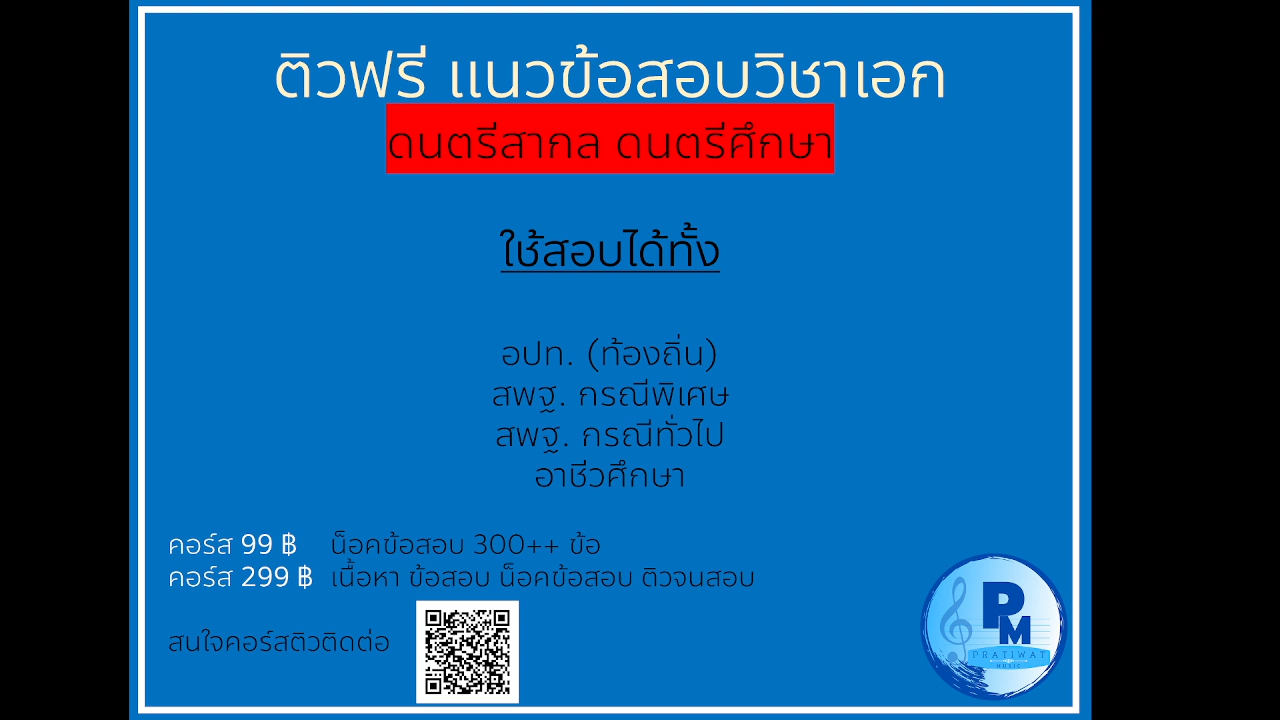 ติวฟรี แนวข้อสอบวิชาเอก
ดนตรีสากล ดนตรีศึกษา
ใช้สอบได้ทั้ง
อปท. (ท้องถิ่น)
สพฐ. กรณีพิเศษ
สพฐ. กรณีทั่วไป
อาชีวศึกษา
คอร์ส 99 ฿ น็อคข้อสอบ 300++ ข้อ
คอร์ส 299 ฿ เนื้อหา ข้อสอบ น็อคข้อสอบ ติวจนสอบ
สนใจคอร์สติวติดต่อ
PM
PRATIWAT
MUSIC